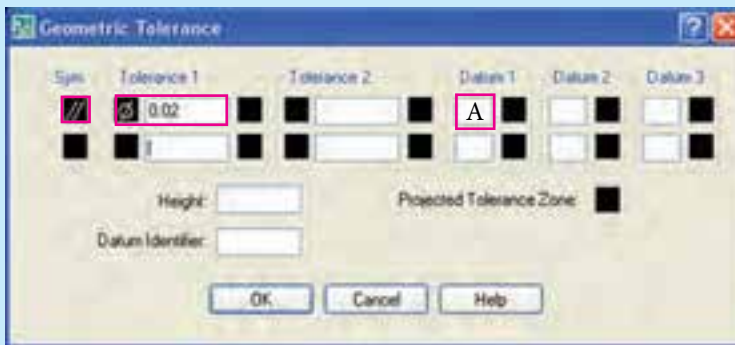 Geometric Tolerance
Sym Tolerance 1 Tolerance 2 Datum 1 Datum 2 Datum 3
// Ø 0.02 A
Height:
Projected Tolerance Zone:
Datum Identifier:
OK Cancel Help